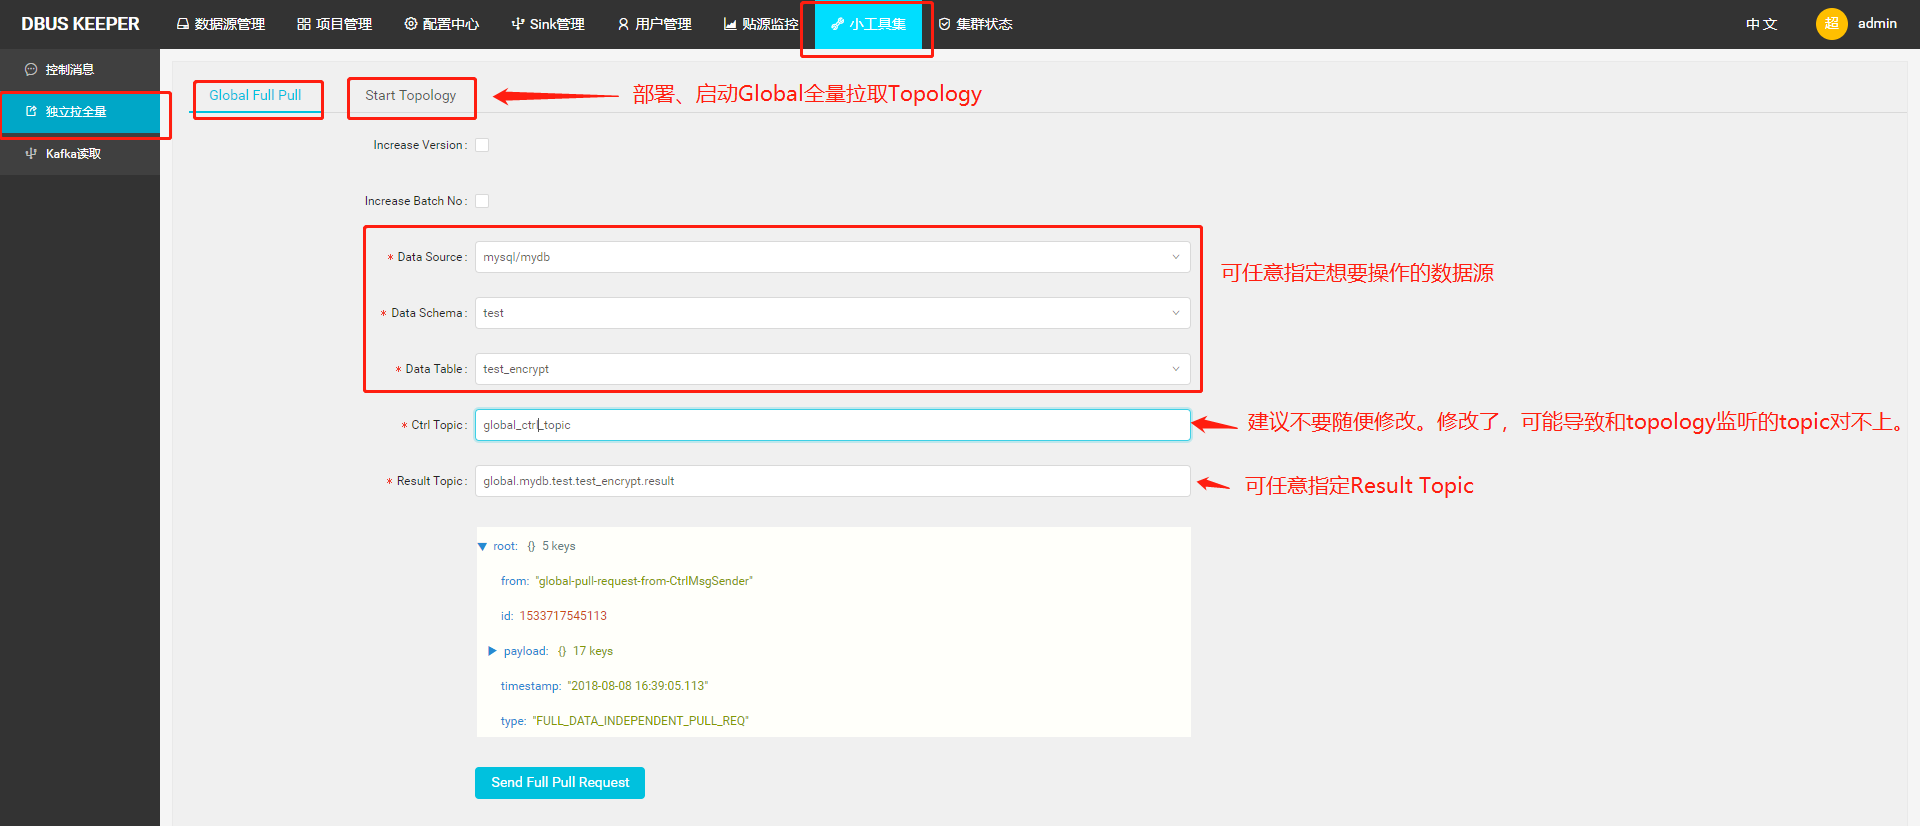 DBUS KEEPER 数据源管理 项目管理 配置中心 Sink管理 用户管理 贴源监控 小工具集 集群状态 中 文 超 admin
控制消息
独立拉全量
Kafka读取
Global Full Pull Start Topology 部署、启动Global全量拉取Topology
Increase Version:
Increase Batch No:
* Data Source: mysql/mydb
可任意指定想要操作的数据源
* Data Schema: test
* Data Table: test_encrypt
* Ctrl Topic: global_ctrl_topic 建议不要随便修改。修改了，可能导致和topology监听的topic对不上。
* Result Topic: global.mydb.test.test_encrypt.result 可任意指定Result Topic
root: {} 5 keys
from: "global-pull-request-from-CtrlMsgSender"
id: 1533717545113
payload: {} 17 keys
timestamp: "2018-08-08 16:39:05.113"
type: "FULL_DATA_INDEPENDENT_PULL_REQ"
Send Full Pull Request